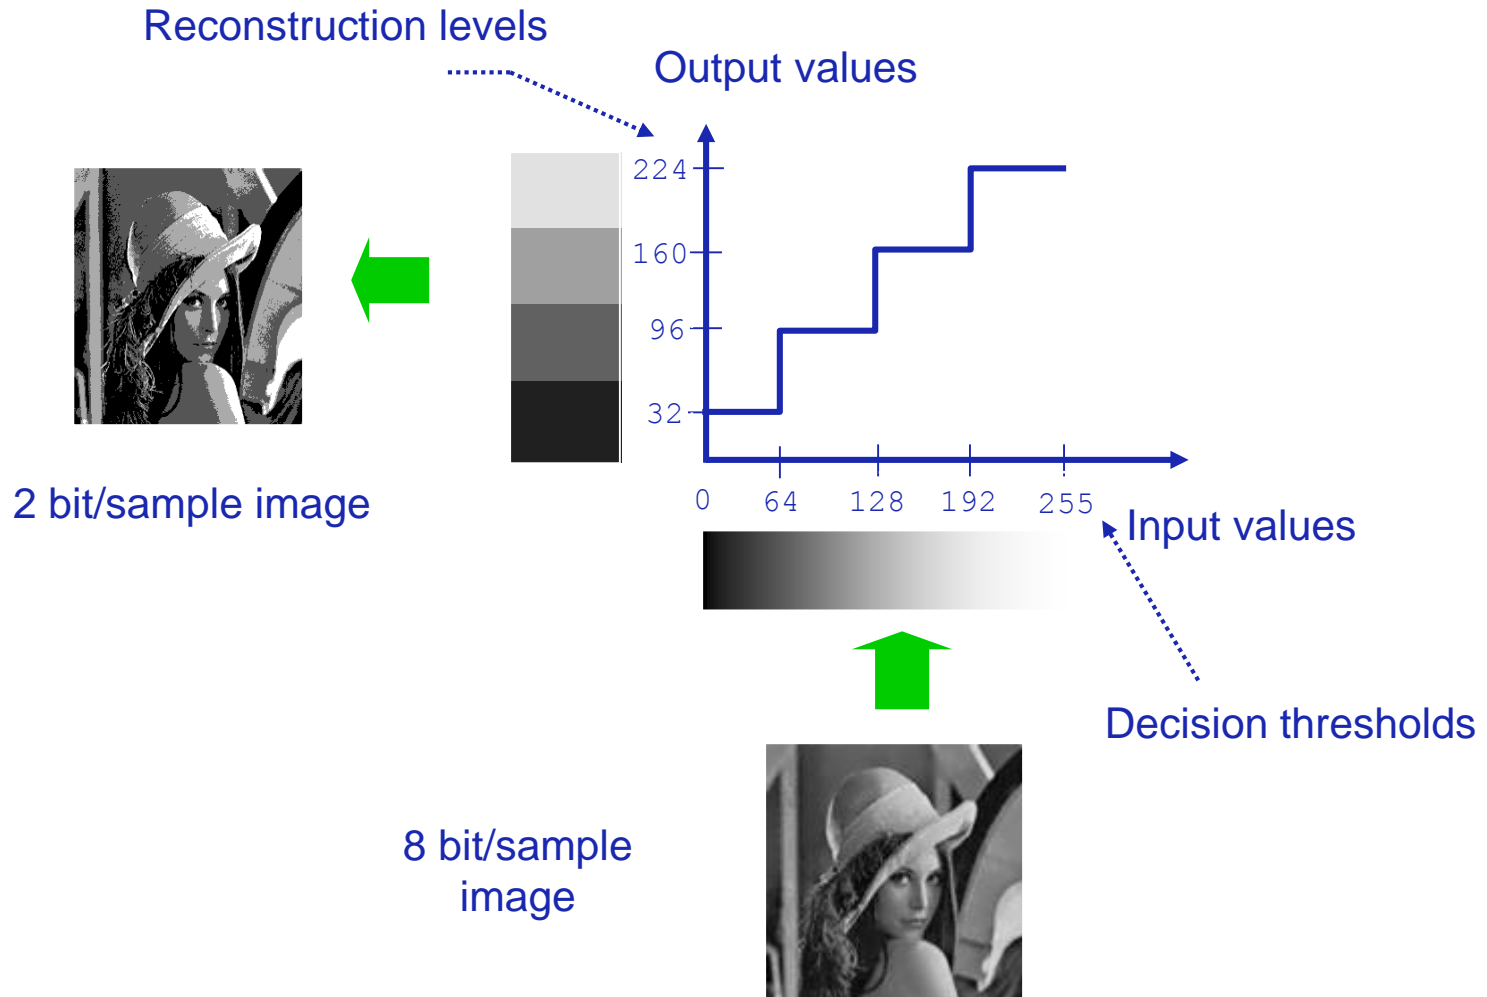 Reconstruction levels
Output values
224
160
96
32
0 64 128 192 255
Input values
2 bit/sample image
Decision thresholds
8 bit/sample
image